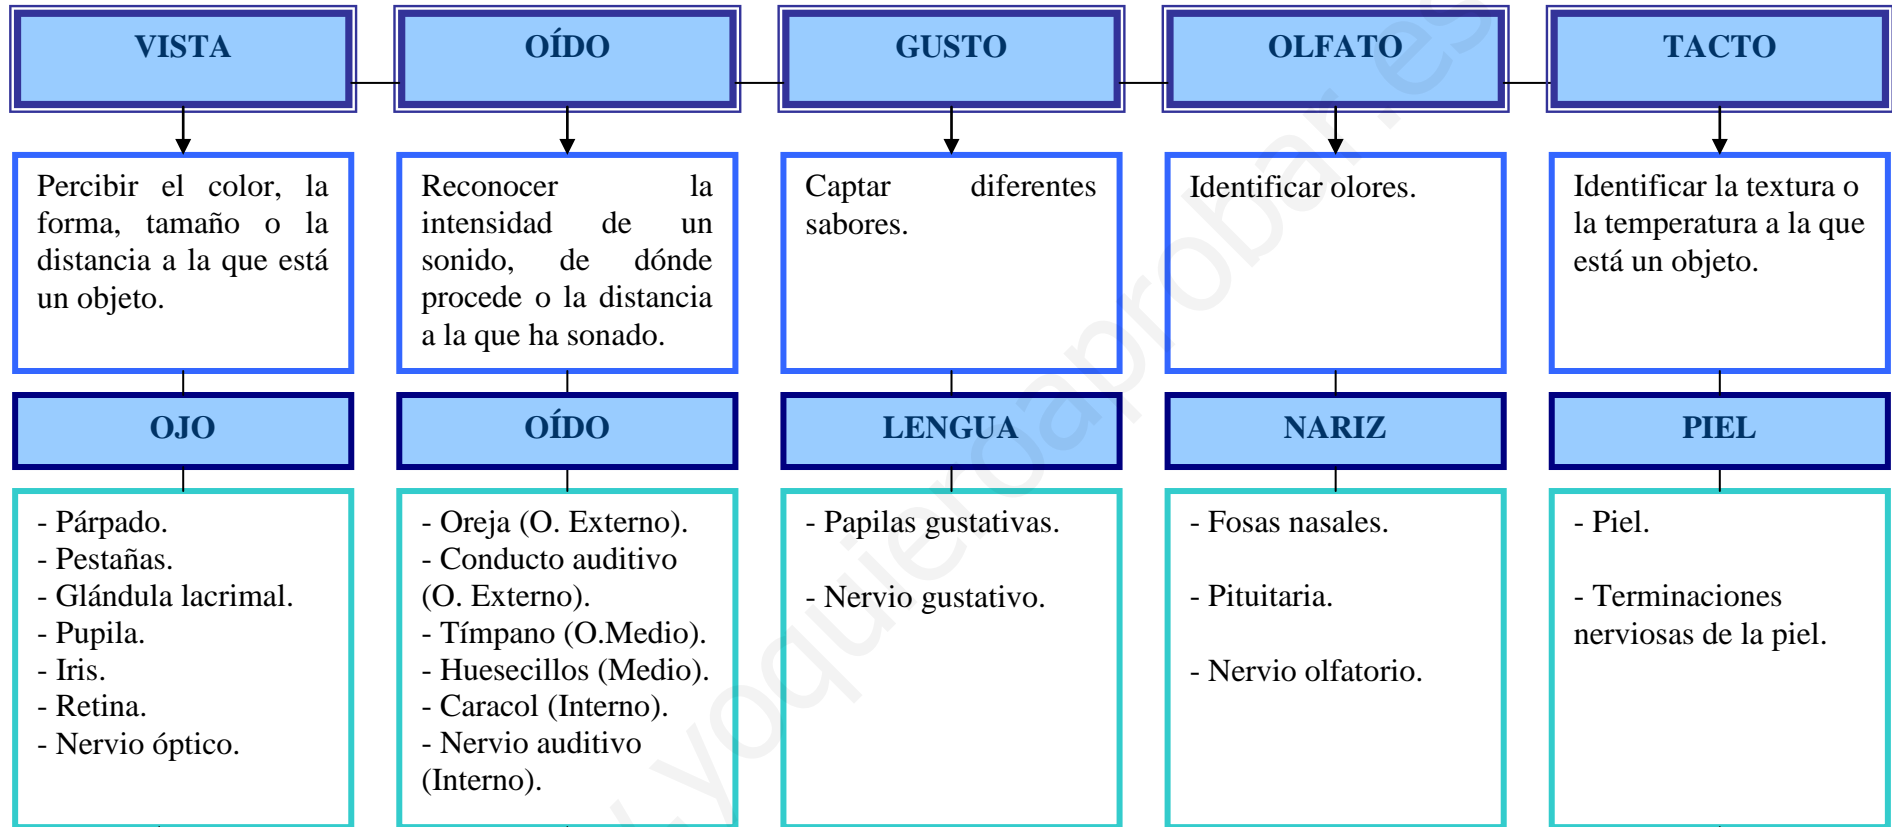 VISTA
OÍDO
GUSTO
OLFATO
TACTO
Percibir el color, la
forma, tamaño o la
distancia a la que está
un objeto.
Reconocer la
intensidad de un
sonido, de dónde
procede o la distancia
a la que ha sonado.
Captar diferentes
sabores.
Identificar olores.
Identificar la textura o
la temperatura a la que
está un objeto.
OJO
OÍDO
LENGUA
NARIZ
PIEL
- Párpado.
- Pestañas.
- Glándula lacrimal.
- Pupila.
- Iris.
- Retina.
- Nervio óptico.
- Oreja (O. Externo).
- Conducto auditivo
(O. Externo).
- Tímpano (O.Medio).
- Huesecillos (Medio).
- Caracol (Interno).
- Nervio auditivo
(Interno).
- Papilas gustativas.
- Nervio gustativo.
- Fosas nasales.
- Pituitaria.
- Nervio olfatorio.
- Piel.
- Terminaciones
nerviosas de la piel.
yoquieroaprobar.es